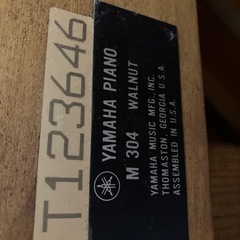 T123646
YAMAHA PIANO
M 304 WALNUT
YAMAHA MUSIC MFG., INC.
THOMASTON, GEORGIA U.S.A.
ASSEMBLED IN U.S.A.